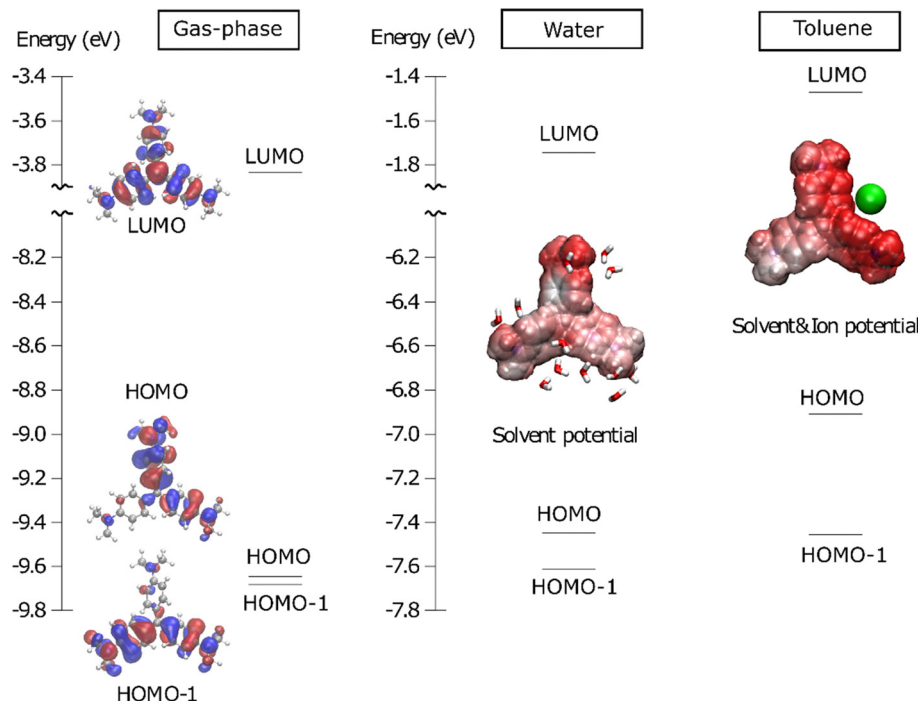 Energy (eV)
Gas-phase
-3.4
-3.6
-3.8
-8.2
-8.4
-8.6
-8.8
-9.0
-9.2
-9.4
-9.6
-9.8
LUMO
LUMO
HOMO
HOMO
HOMO-1
HOMO-1
Energy (eV)
Water
Toluene
-1.4
-1.6
-1.8
-6.2
-6.4
-6.6
-6.8
-7.0
-7.2
-7.4
-7.6
-7.8
LUMO
Solvent potential
HOMO
HOMO-1
LUMO
Solvent&Ion potential
HOMO
HOMO-1